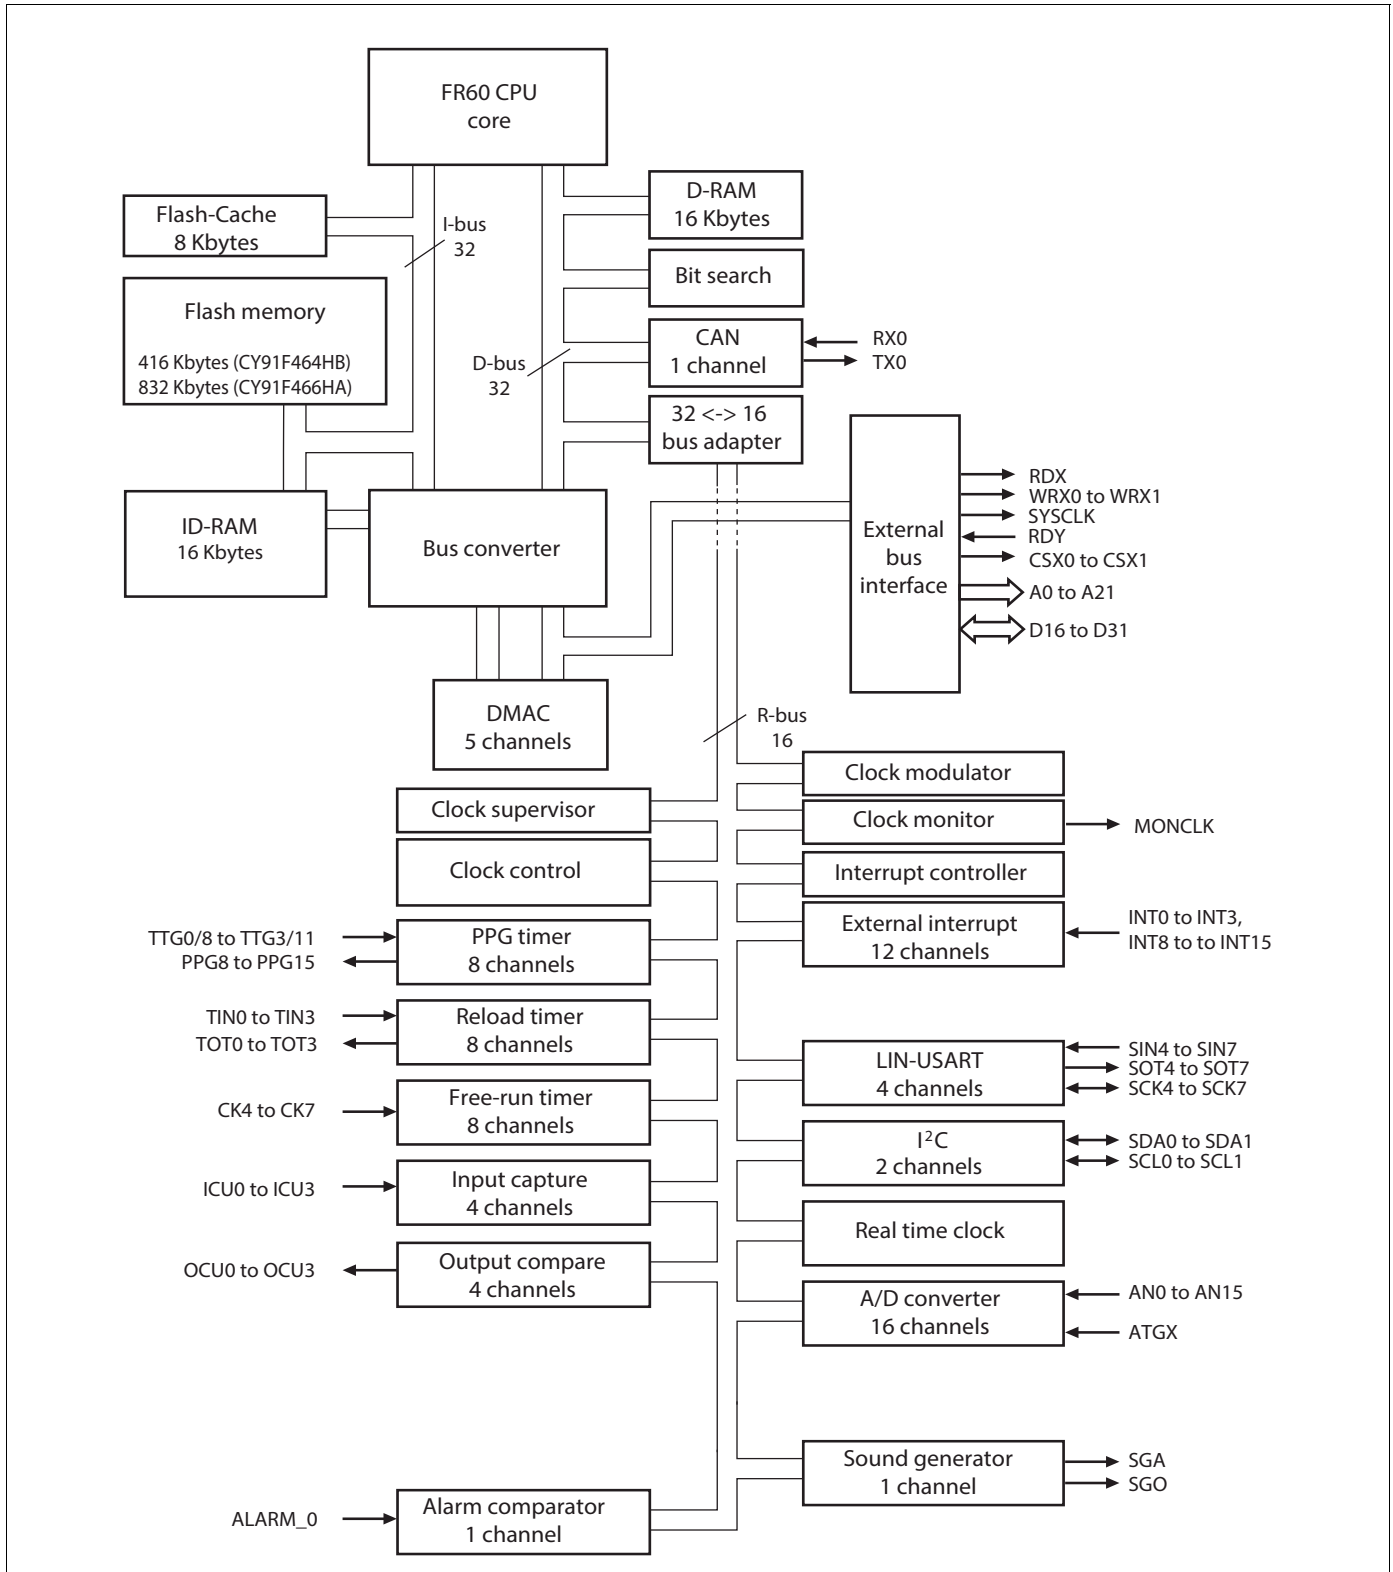 FR60 CPU
core
Flash-Cache
8 Kbytes
I-bus
32
D-RAM
16 Kbytes
Bit search
Flash memory
416 Kbytes (CY91F464HB)
832 Kbytes (CY91F466HA)
D-bus
32
CAN
1 channel
RX0
TX0
32 <-> 16
bus adapter
ID-RAM
16 Kbytes
Bus converter
External
bus
interface
RDX
WRX0 to WRX1
SYSCLK
RDY
CSX0 to CSX1
A0 to A21
D16 to D31
DMAC
5 channels
R-bus
16
Clock modulator
Clock supervisor
Clock monitor
MONCLK
Clock control
Interrupt controller
TTG0/8 to TTG3/11
PPG8 to PPG15
PPG timer
8 channels
External interrupt
12 channels
INT0 to INT3,
INT8 to to INT15
TIN0 to TIN3
TOT0 to TOT3
Reload timer
8 channels
LIN-USART
4 channels
SIN4 to SIN7
SOT4 to SOT7
SCK4 to SCK7
CK4 to CK7
Free-run timer
8 channels
I²C
2 channels
SDA0 to SDA1
SCL0 to SCL1
ICU0 to ICU3
Input capture
4 channels
Real time clock
OCU0 to OCU3
Output compare
4 channels
A/D converter
16 channels
AN0 to AN15
ATGX
Sound generator
1 channel
SGA
SGO
ALARM_0
Alarm comparator
1 channel